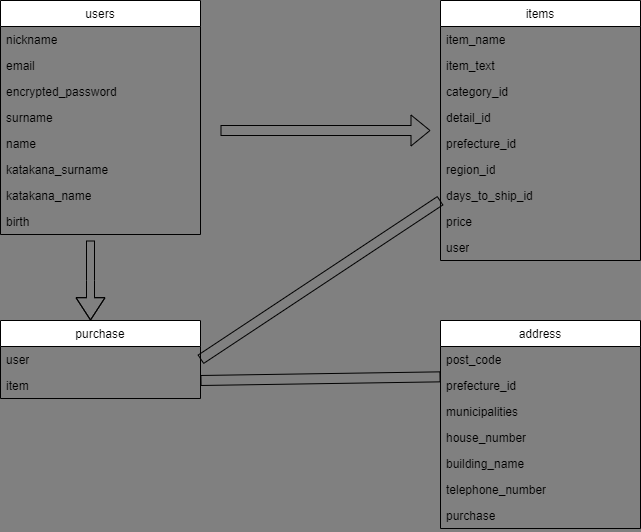 users
nickname
email
encrypted_password
surname
name
katakana_surname
katakana_name
birth
items
item_name
item_text
category_id
detail_id
prefecture_id
region_id
days_to_ship_id
price
user
purchase
user
item
address
post_code
prefecture_id
municipalities
house_number
building_name
telephone_number
purchase